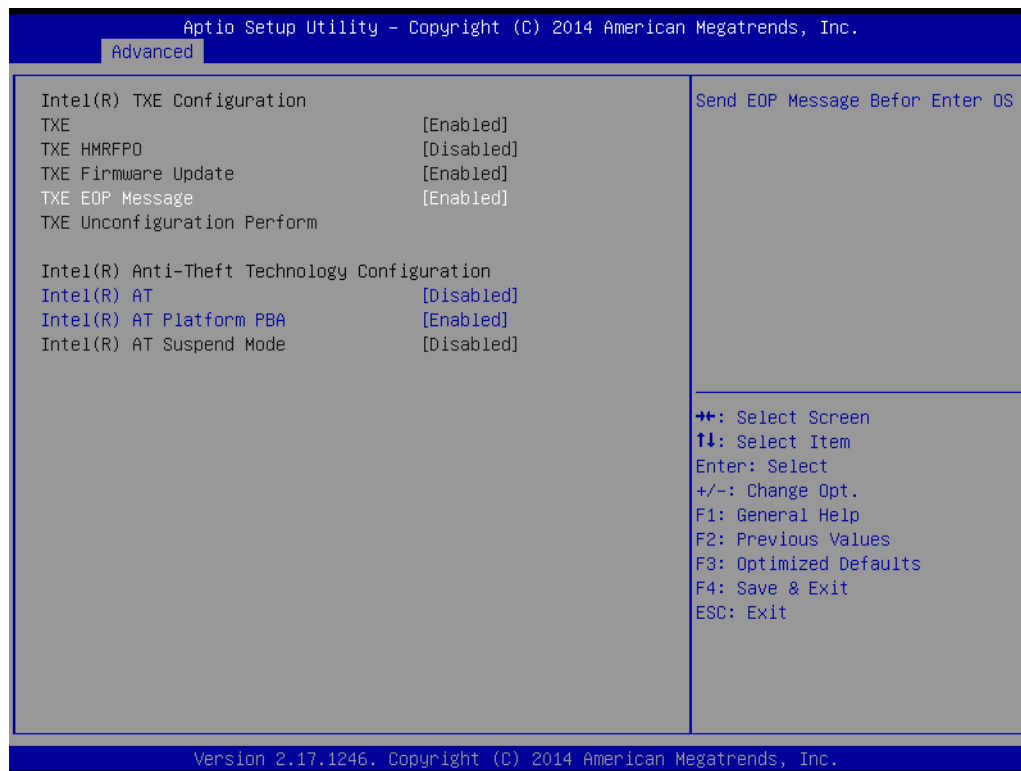 Aptio Setup Utility – Copyright (C) 2014 American Megatrends, Inc.
Advanced
Intel(R) TXE Configuration
TXE [Enabled]
TXE HMRFPO [Disabled]
TXE Firmware Update [Enabled]
TXE EOP Message [Enabled]
TXE Unconfiguration Perform
Intel(R) Anti-Theft Technology Configuration
Intel(R) AT [Disabled]
Intel(R) AT Platform PBA [Enabled]
Intel(R) AT Suspend Mode [Disabled]
Send EOP Message Befor Enter OS
→←: Select Screen
↑↓: Select Item
Enter: Select
+/-: Change Opt.
F1: General Help
F2: Previous Values
F3: Optimized Defaults
F4: Save & Exit
ESC: Exit
Version 2.17.1246. Copyright (C) 2014 American Megatrends, Inc.